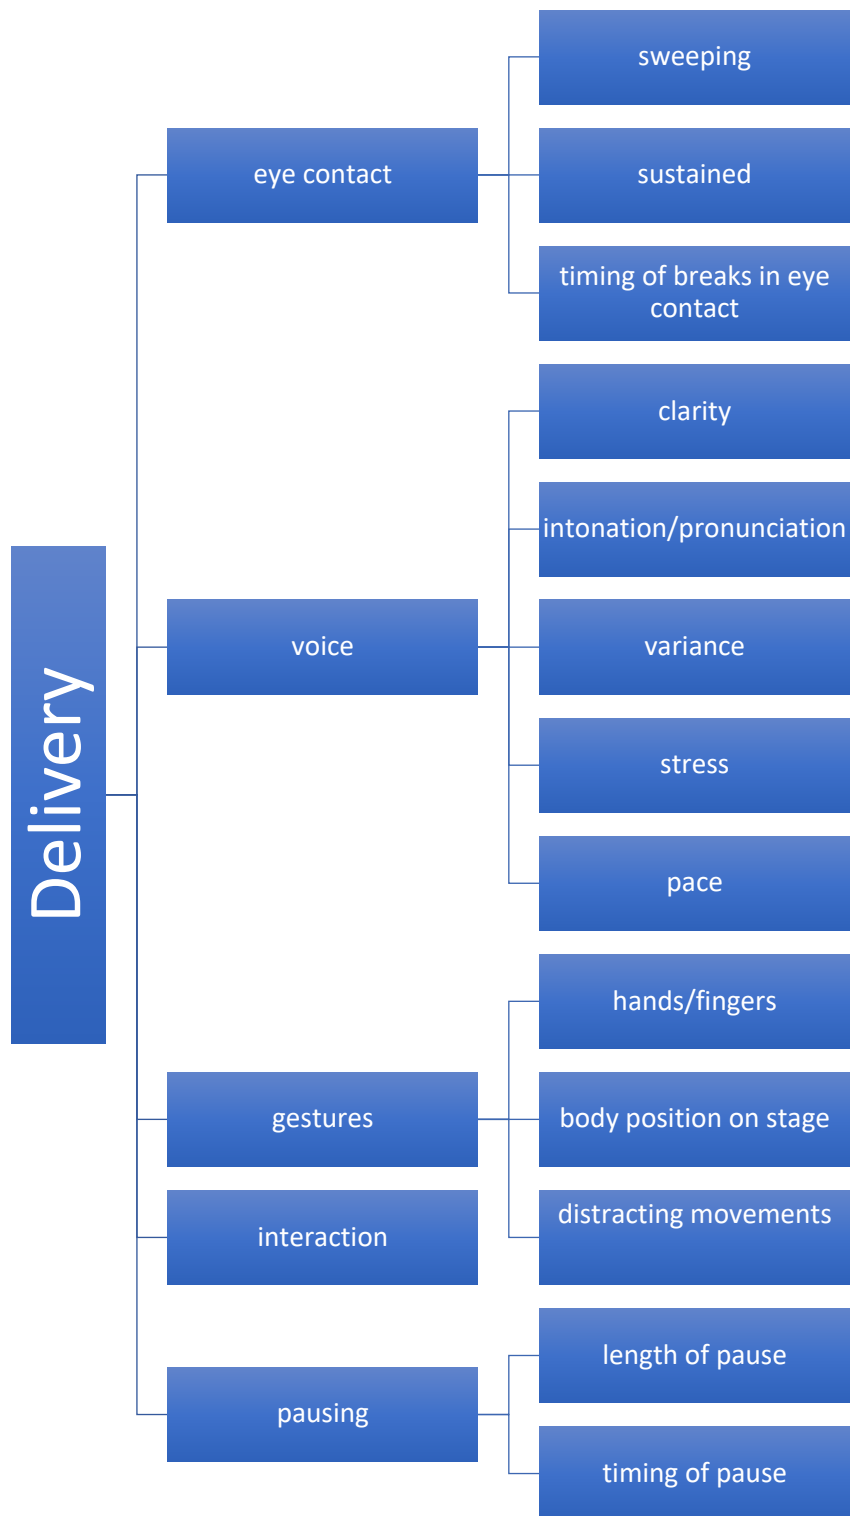 Delivery
eye contact
sweeping
sustained
timing of breaks in eye
contact
voice
clarity
intonation/pronunciation
variance
stress
pace
gestures
hands/fingers
body position on stage
distracting movements
interaction
pausing
length of pause
timing of pause